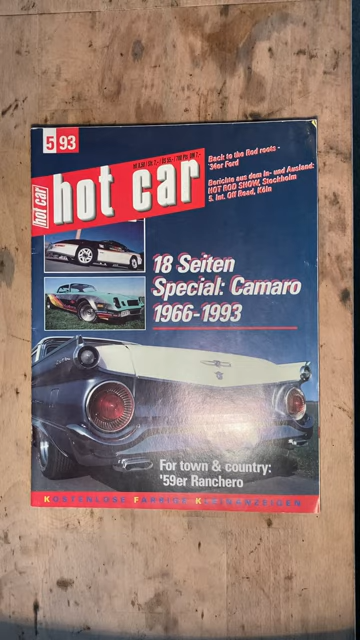 5 93
hot car
hot car
Back to the Rod roots -
'34er Ford
Berichte aus dem In- und Ausland:
HOT ROD SHOW, Stockholm
5. Int. Off Road, Köln
18 Seiten
Special: Camaro
1966-1993
For town & country:
'59er Ranchero
KOSTENLOSE FARBIGE KLEINANZEIGEN